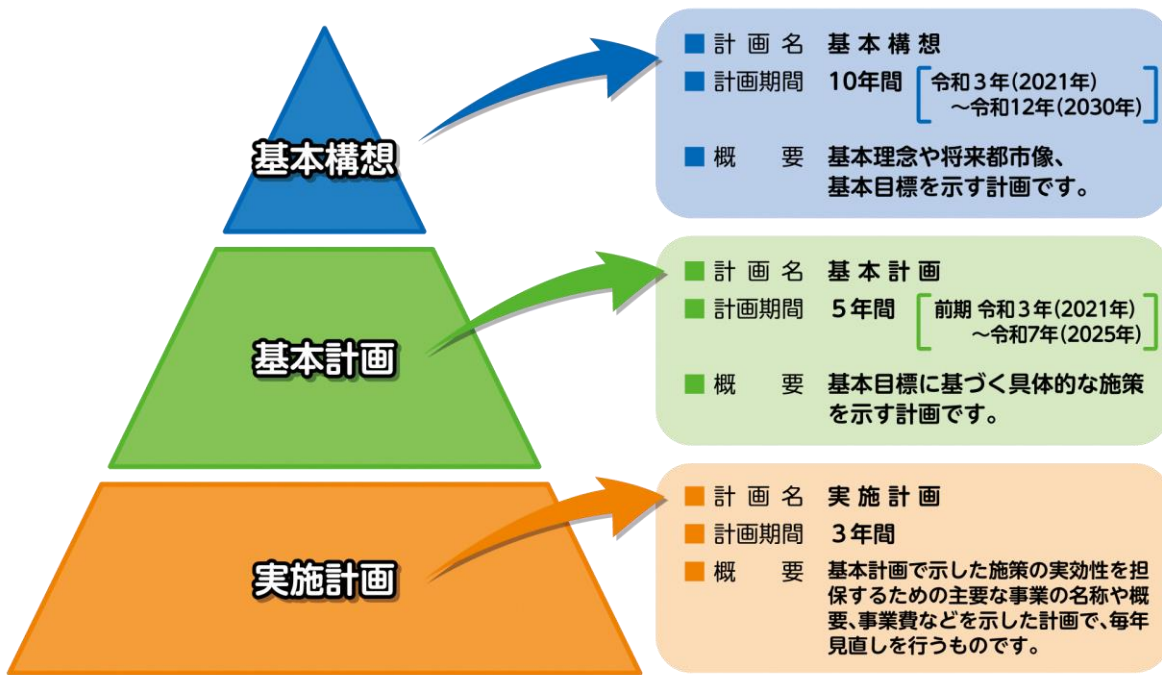 基本構想
■ 計画名 基本構想
■ 計画期間 10年間 [令和3年(2021年)
～令和12年(2030年)]
■ 概要 基本理念や将来都市像、
基本目標を示す計画です。
基本計画
■ 計画名 基本計画
■ 計画期間 5年間 [前期 令和3年(2021年)
～令和7年(2025年)]
■ 概要 基本目標に基づく具体的な施策
を示す計画です。
実施計画
■ 計画名 実施計画
■ 計画期間 3年間
■ 概要 基本計画で示した施策の実効性を担
保するための主要な事業の名称や概
要、事業費などを示した計画で、毎年
見直しを行うものです。